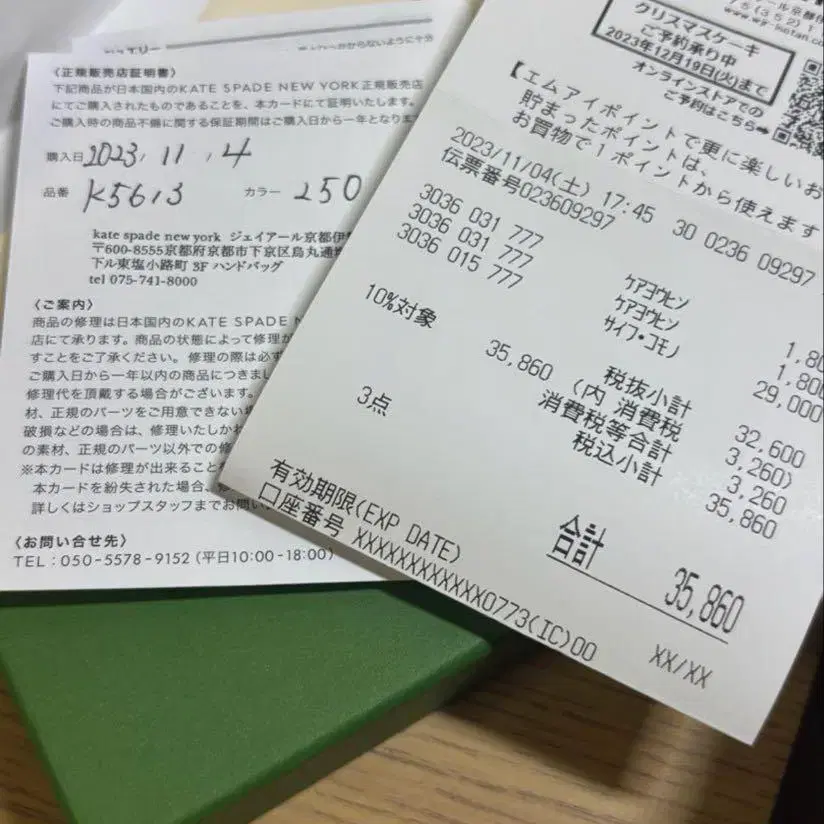 〈正規販売店証明書〉
下記商品が日本国内のKATE SPADE NEW YORK正規販売店
にてご購入されたものであることを、本カードにて証明いたします。
ご購入時の商品不備に関する保証期間はご購入日から一年となりま
購入日 2023/11/4
品番 K5613 カラー 250
kate spade new york ジェイアール京都伊
〒600-8555京都府京都市下京区烏丸通
下ル東塩小路町 3F ハンドバッグ
tel 075-741-8000
〈ご案内〉
商品の修理は日本国内のKATE SPADE N
店にて承ります。商品の状態によって修理が
すことをご了承ください。修理の際は必ず
ご購入日から一年以内の商品につきまし
修理代を頂戴する場合がございます。
材、正規のパーツをご用意できない
破損などの場合は、修理いたしかね
の素材、正規のパーツ以外での修
※本カードは修理が出来ること
本カードを紛失された場合、
詳しくはショップスタッフまでお問い
〈お問い合せ先〉
TEL：050-5578-9152 (平日10:00-18:00)
クリスマスケーキ
ご予約承り中
2023年12月19日(火)まで
オンラインストアでの
ご予約はこちら→
【エムアイポイントで更に楽しいお
貯まったポイントは、
お買物で1ポイントから使えます
2023/11/04(土) 17:45 30 0236 09297
伝票番号023609297
3036 031 777 ケアヨウヒン 1,80
3036 031 777 ケアヨウヒン 1,800
3036 015 777 サイフ・コモノ 29,000
税抜小計 32,600
10%対象 35,860 (内 消費税 3,260)
消費税等合計 3,260
税込小計 35,860
3点
合計 35,860
有効期限(EXP DATE) XX/XX
口座番号 XXXXXXXXXXXX0773(IC)00